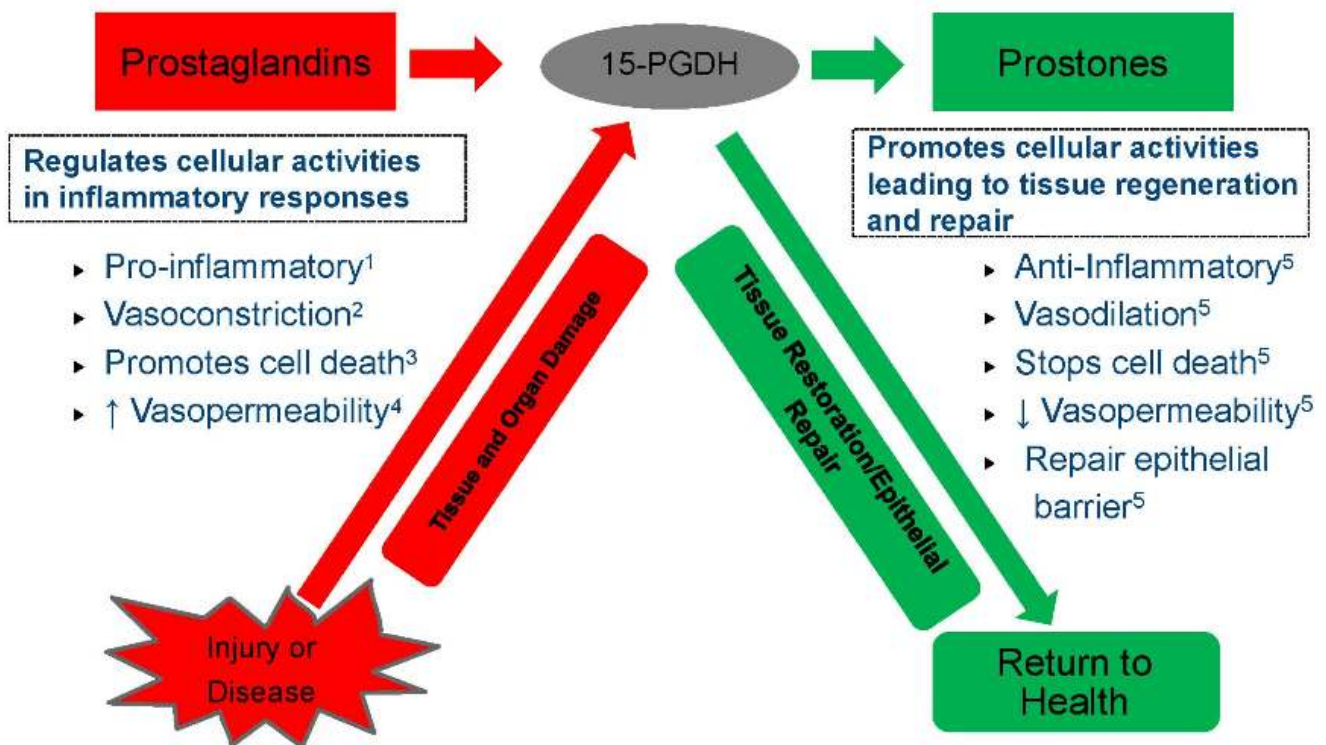 Prostaglandins
15-PGDH
Prostones
Regulates cellular activities
in inflammatory responses
▸ Pro-inflammatory¹
▸ Vasoconstriction²
▸ Promotes cell death³
▸ ↑ Vasopermeability⁴
Promotes cellular activities
leading to tissue regeneration
and repair
▸ Anti-Inflammatory⁵
▸ Vasodilation⁵
▸ Stops cell death⁵
▸ ↓ Vasopermeability⁵
▸ Repair epithelial
barrier⁵
Tissue and Organ Damage
Tissue Restoration/Epithelial
Repair
Injury or
Disease
Return to
Health